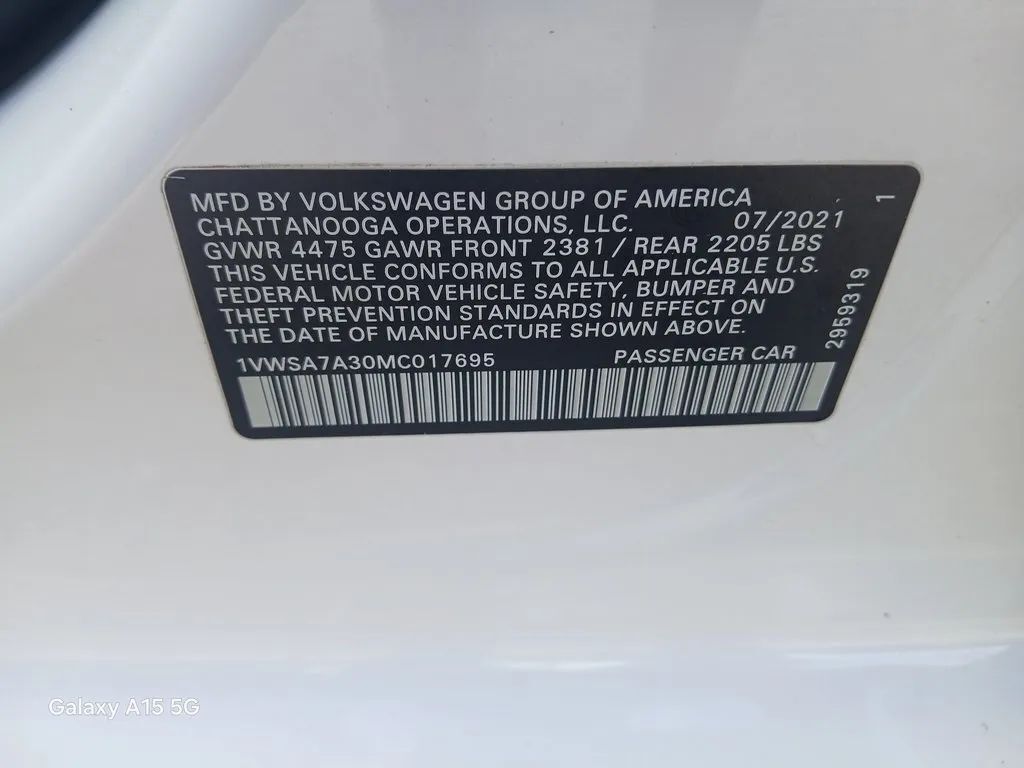 MFD BY VOLKSWAGEN GROUP OF AMERICA
CHATTANOOGA OPERATIONS, LLC. 07/2021
GVWR 4475 GAWR FRONT 2381 / REAR 2205 LBS
THIS VEHICLE CONFORMS TO ALL APPLICABLE U.S.
FEDERAL MOTOR VEHICLE SAFETY, BUMPER AND
THEFT PREVENTION STANDARDS IN EFFECT ON
THE DATE OF MANUFACTURE SHOWN ABOVE.
1VWSA7A30MC017695 PASSENGER CAR
2959319
1
Galaxy A15 5G